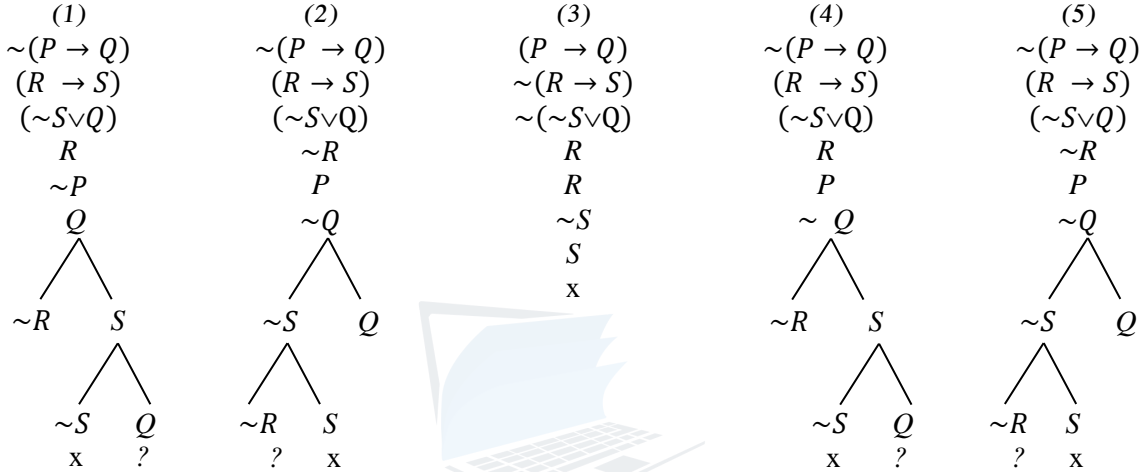 (1) (2) (3) (4) (5)
~(P → Q) ~(P → Q) (P → Q) ~(P → Q) ~(P → Q)
(R → S) (R → S) ~(R → S) (R → S) (R → S)
(~S∨Q) (~S∨Q) ~(~S∨Q) (~S∨Q) (~S∨Q)
R ~R R R ~R
~P P R P P
Q ~Q ~S ~ Q ~Q
S
x
~R S ~S Q ~R S ~S Q
~S Q ~R S ~S Q ~R S
x ? ? x x ? ? x